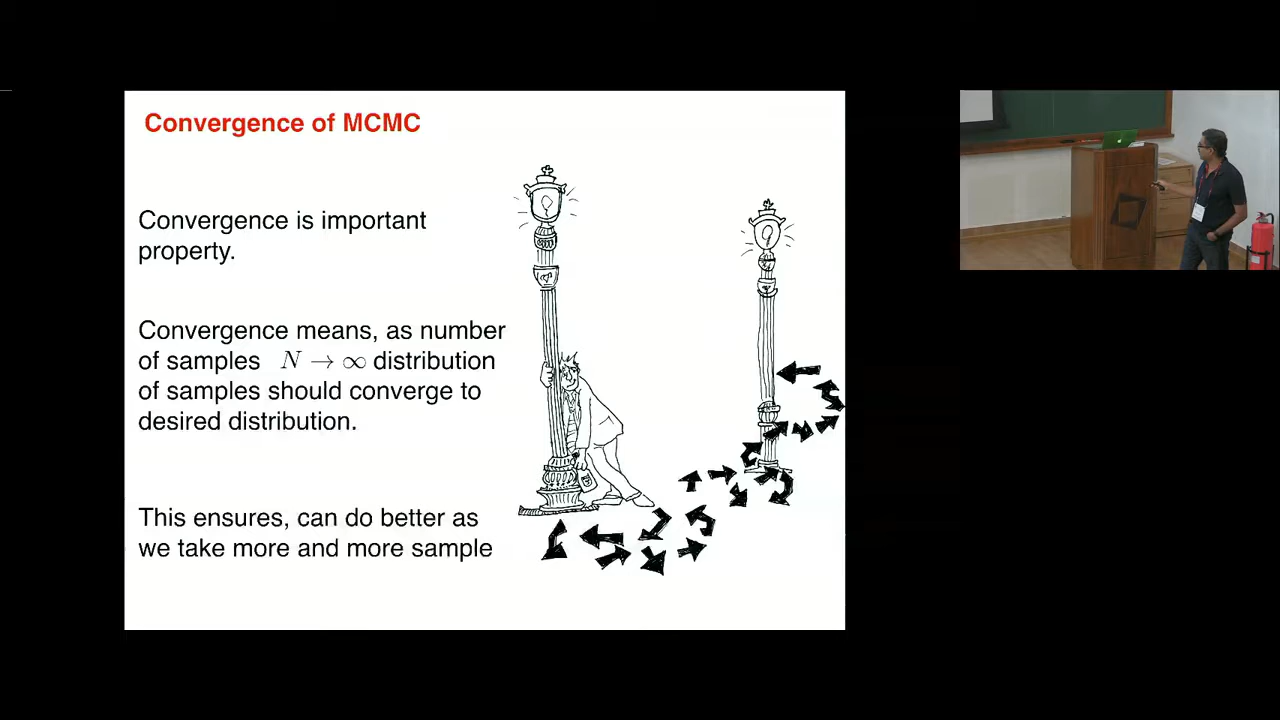 Convergence of MCMC
Convergence is important
property.
Convergence means, as number
of samples N → ∞ distribution
of samples should converge to
desired distribution.
This ensures, can do better as
we take more and more sample